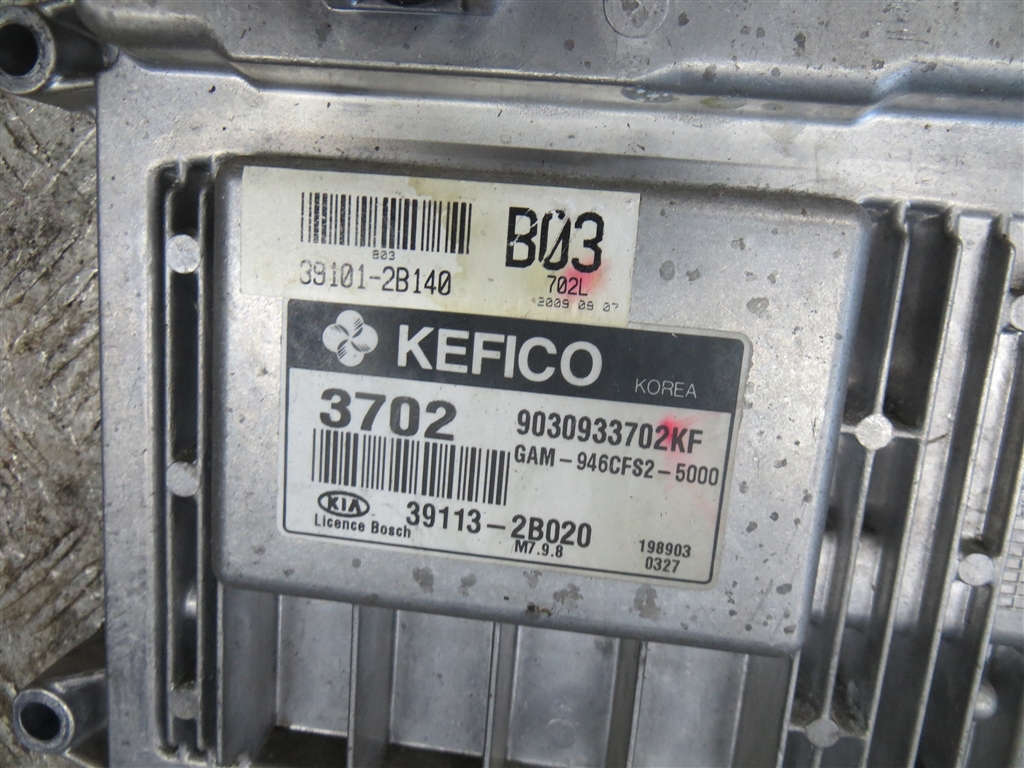 B03
39101-2B140
B03
702L
2009 09 07
KEFICO
KOREA
3702
9030933702KF
GAM-946CFS2-5000
KIA
Licence Bosch
39113-2B020
M7.9.8
198903
0327